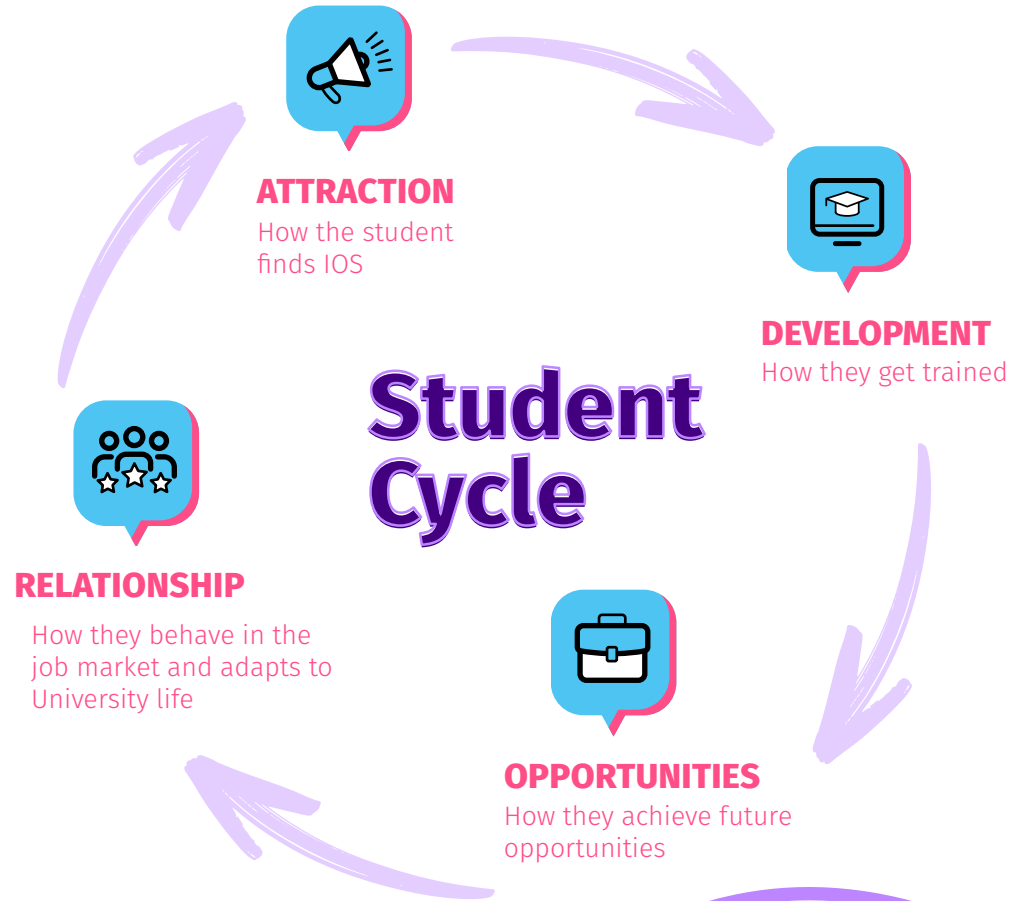 ATTRACTION
How the student
finds IOS
DEVELOPMENT
How they get trained
Student
Cycle
RELATIONSHIP
How they behave in the
job market and adapts to
University life
OPPORTUNITIES
How they achieve future
opportunities